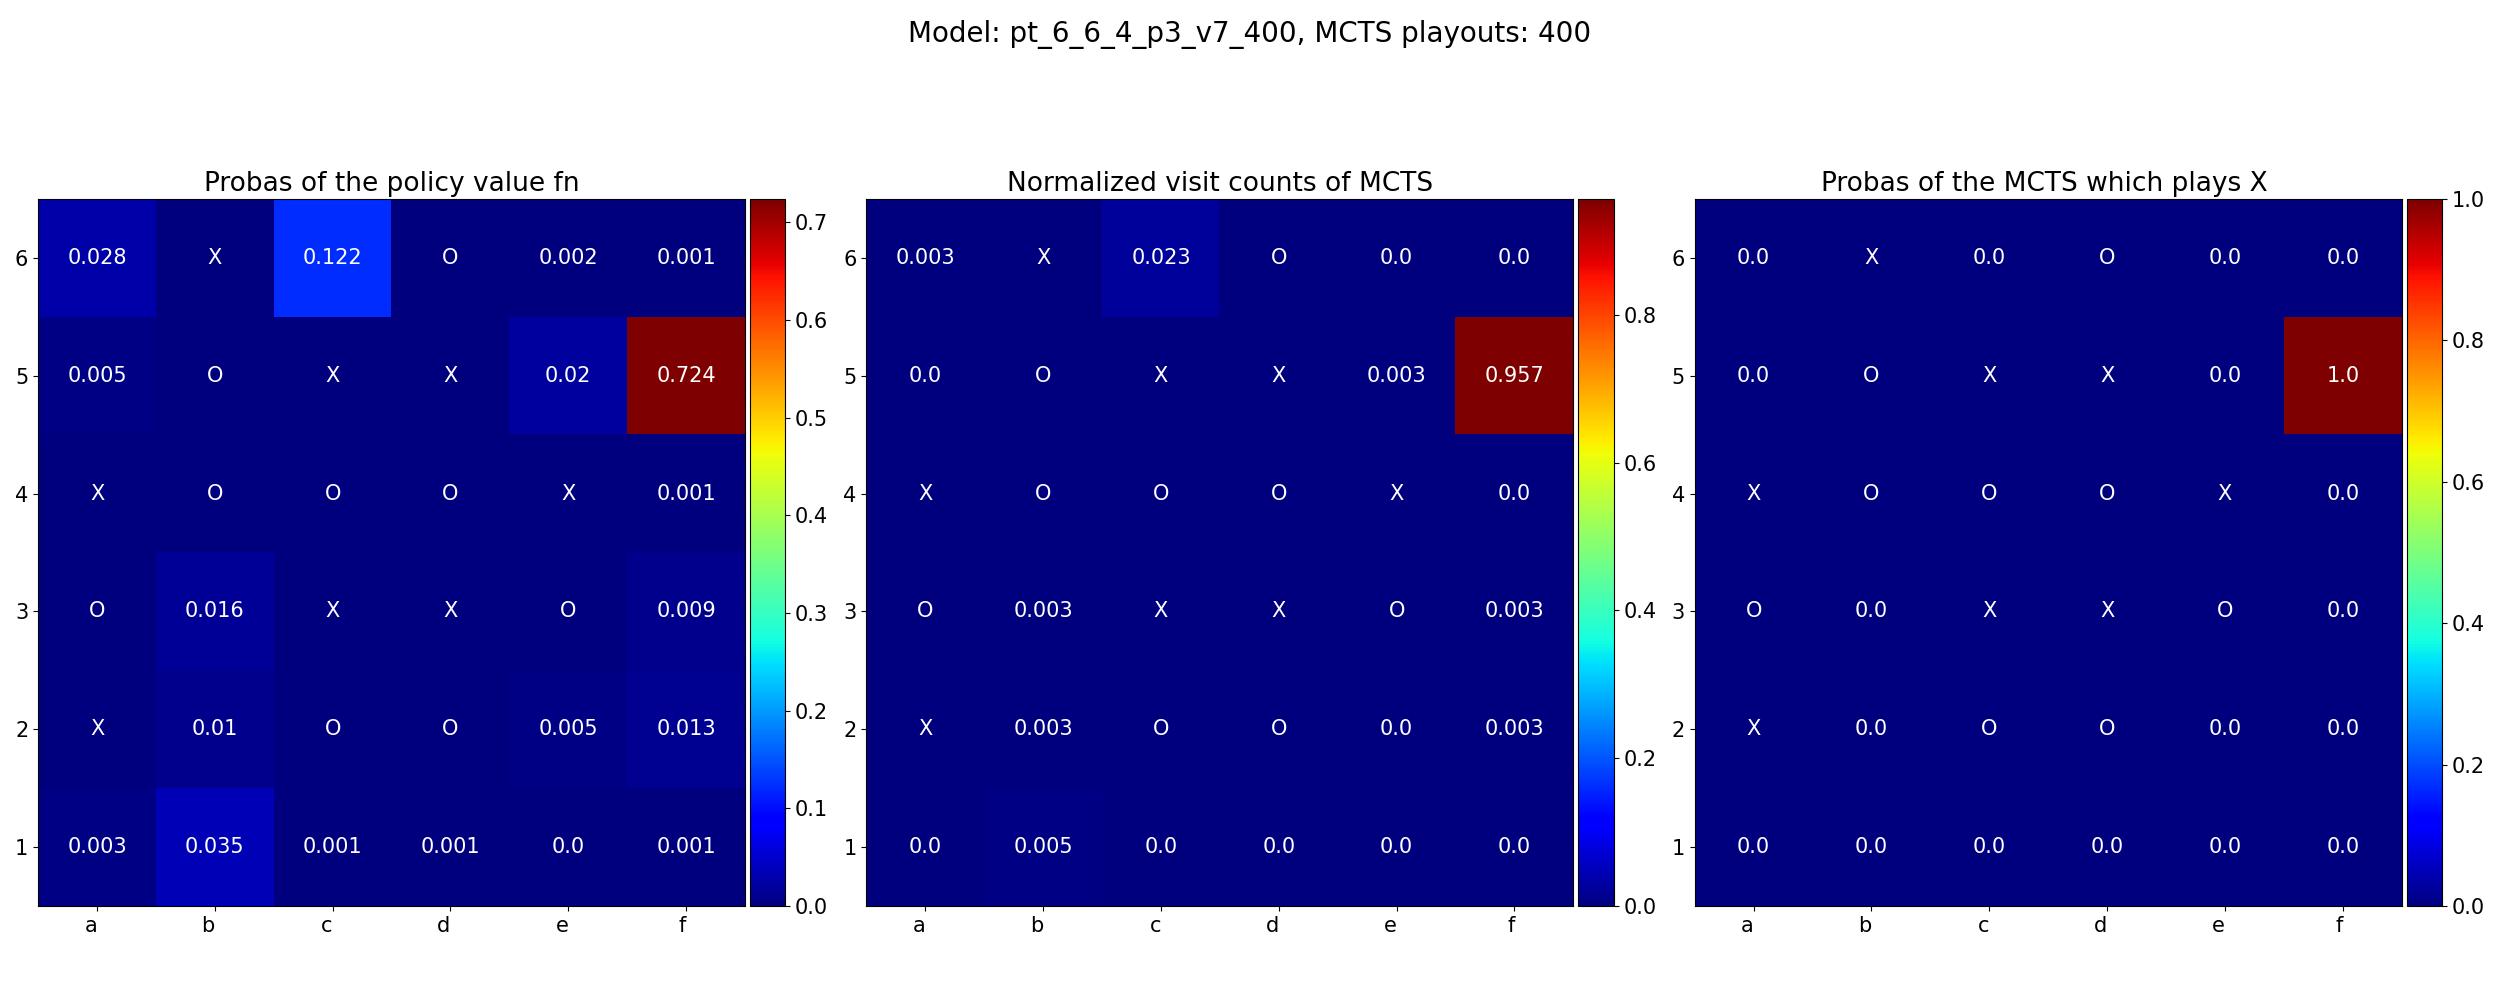 Model: pt_6_6_4_p3_v7_400, MCTS playouts: 400
Probas of the policy value fn
6 0.028 X 0.122 O 0.002 0.001
5 0.005 O X X 0.02 0.724
4 X O O O X 0.001
3 O 0.016 X X O 0.009
2 X 0.01 O O 0.005 0.013
1 0.003 0.035 0.001 0.001 0.0 0.001
a b c d e f
0.7
0.6
0.5
0.4
0.3
0.2
0.1
0.0
Normalized visit counts of MCTS
6 0.003 X 0.023 O 0.0 0.0
5 0.0 O X X 0.003 0.957
4 X O O O X 0.0
3 O 0.003 X X O 0.003
2 X 0.003 O O 0.0 0.003
1 0.0 0.005 0.0 0.0 0.0 0.0
a b c d e f
0.8
0.6
0.4
0.2
0.0
Probas of the MCTS which plays X
6 0.0 X 0.0 O 0.0 0.0
5 0.0 O X X 0.0 1.0
4 X O O O X 0.0
3 O 0.0 X X O 0.0
2 X 0.0 O O 0.0 0.0
1 0.0 0.0 0.0 0.0 0.0 0.0
a b c d e f
1.0
0.8
0.6
0.4
0.2
0.0